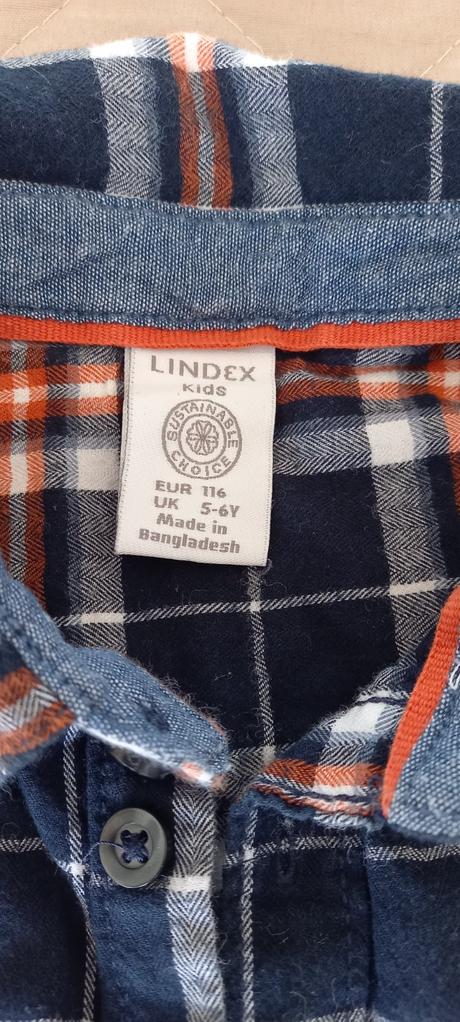 LINDEX
Kids
SUSTAINABLE
CHOICE
EUR 116
UK 5-6Y
Made in
Bangladesh